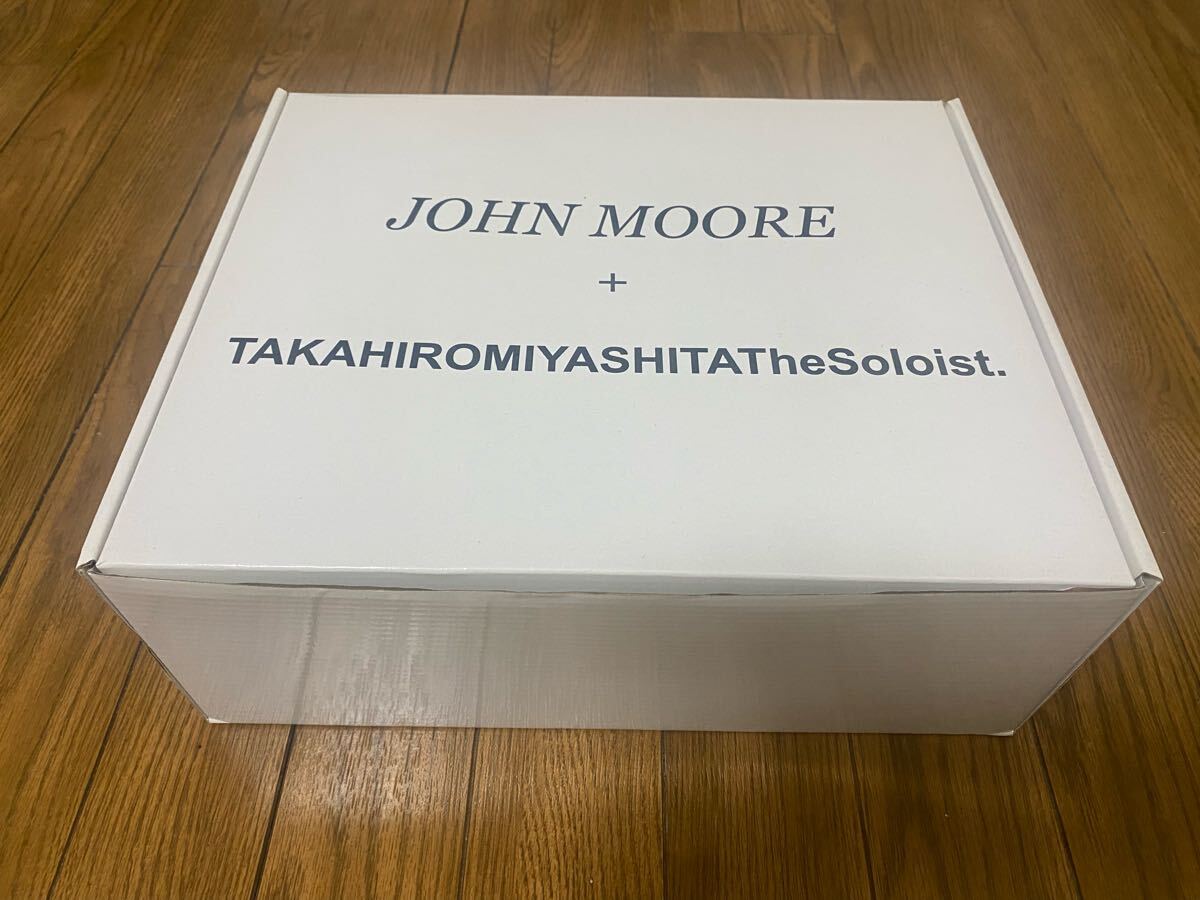 JOHN MOORE
+
TAKAHIROMIYASHITATheSoloist.